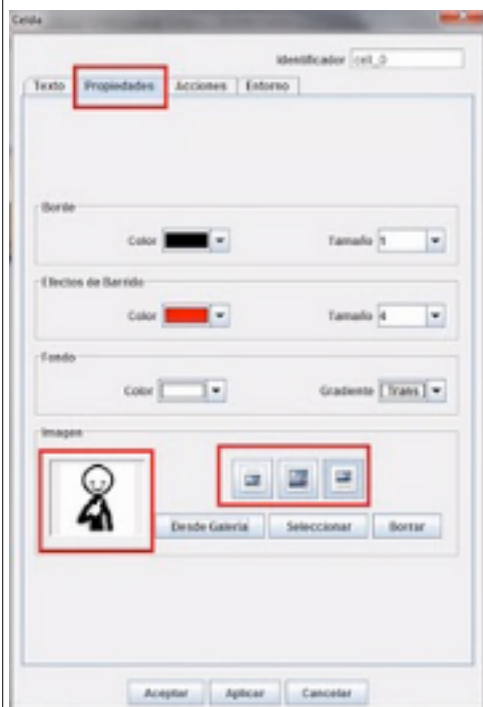 Celda
Identificador cell_0
Texto Propiedades Acciones Entorno
Borde
Color Tamaño 1
Efectos de Barrido
Color Tamaño 4
Fondo
Color Gradiente [ Trans ]
Imagen
Desde Galería Seleccionar Borrar
Aceptar Aplicar Cancelar